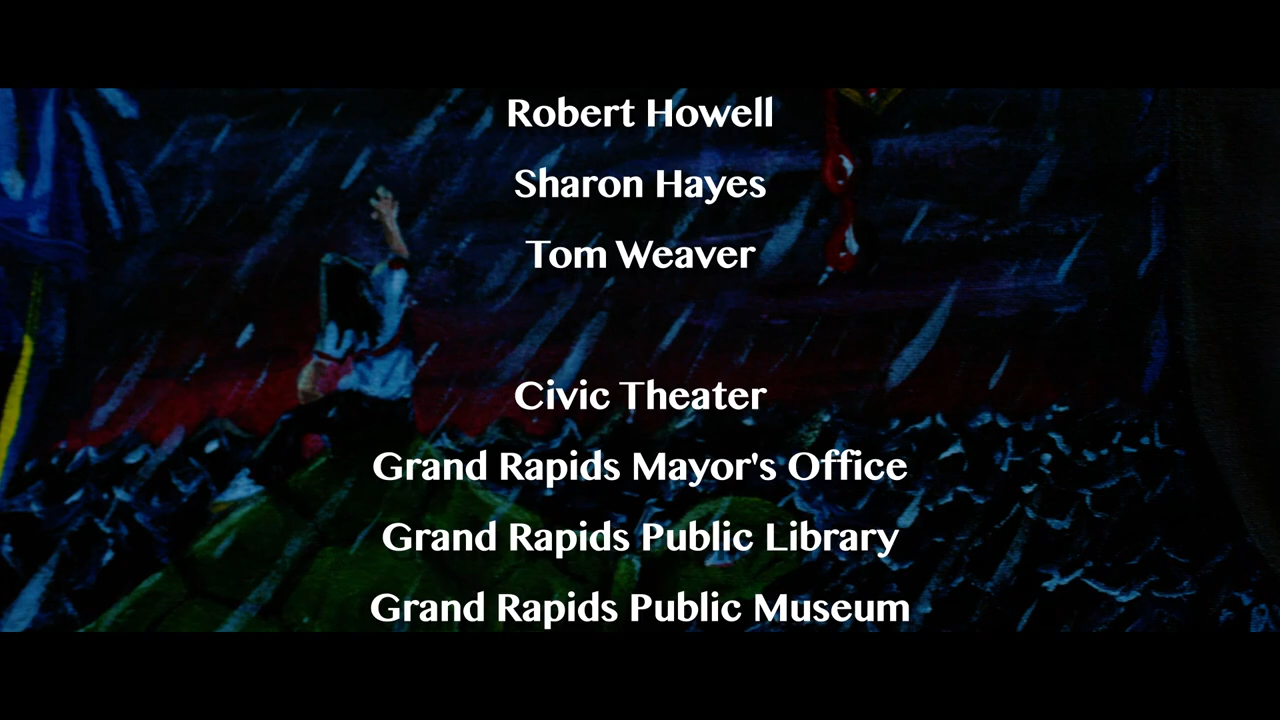 Robert Howell
Sharon Hayes
Tom Weaver
Civic Theater
Grand Rapids Mayor's Office
Grand Rapids Public Library
Grand Rapids Public Museum